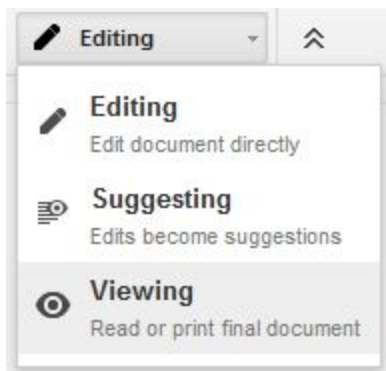 Editing
Editing
Edit document directly
Suggesting
Edits become suggestions
Viewing
Read or print final document